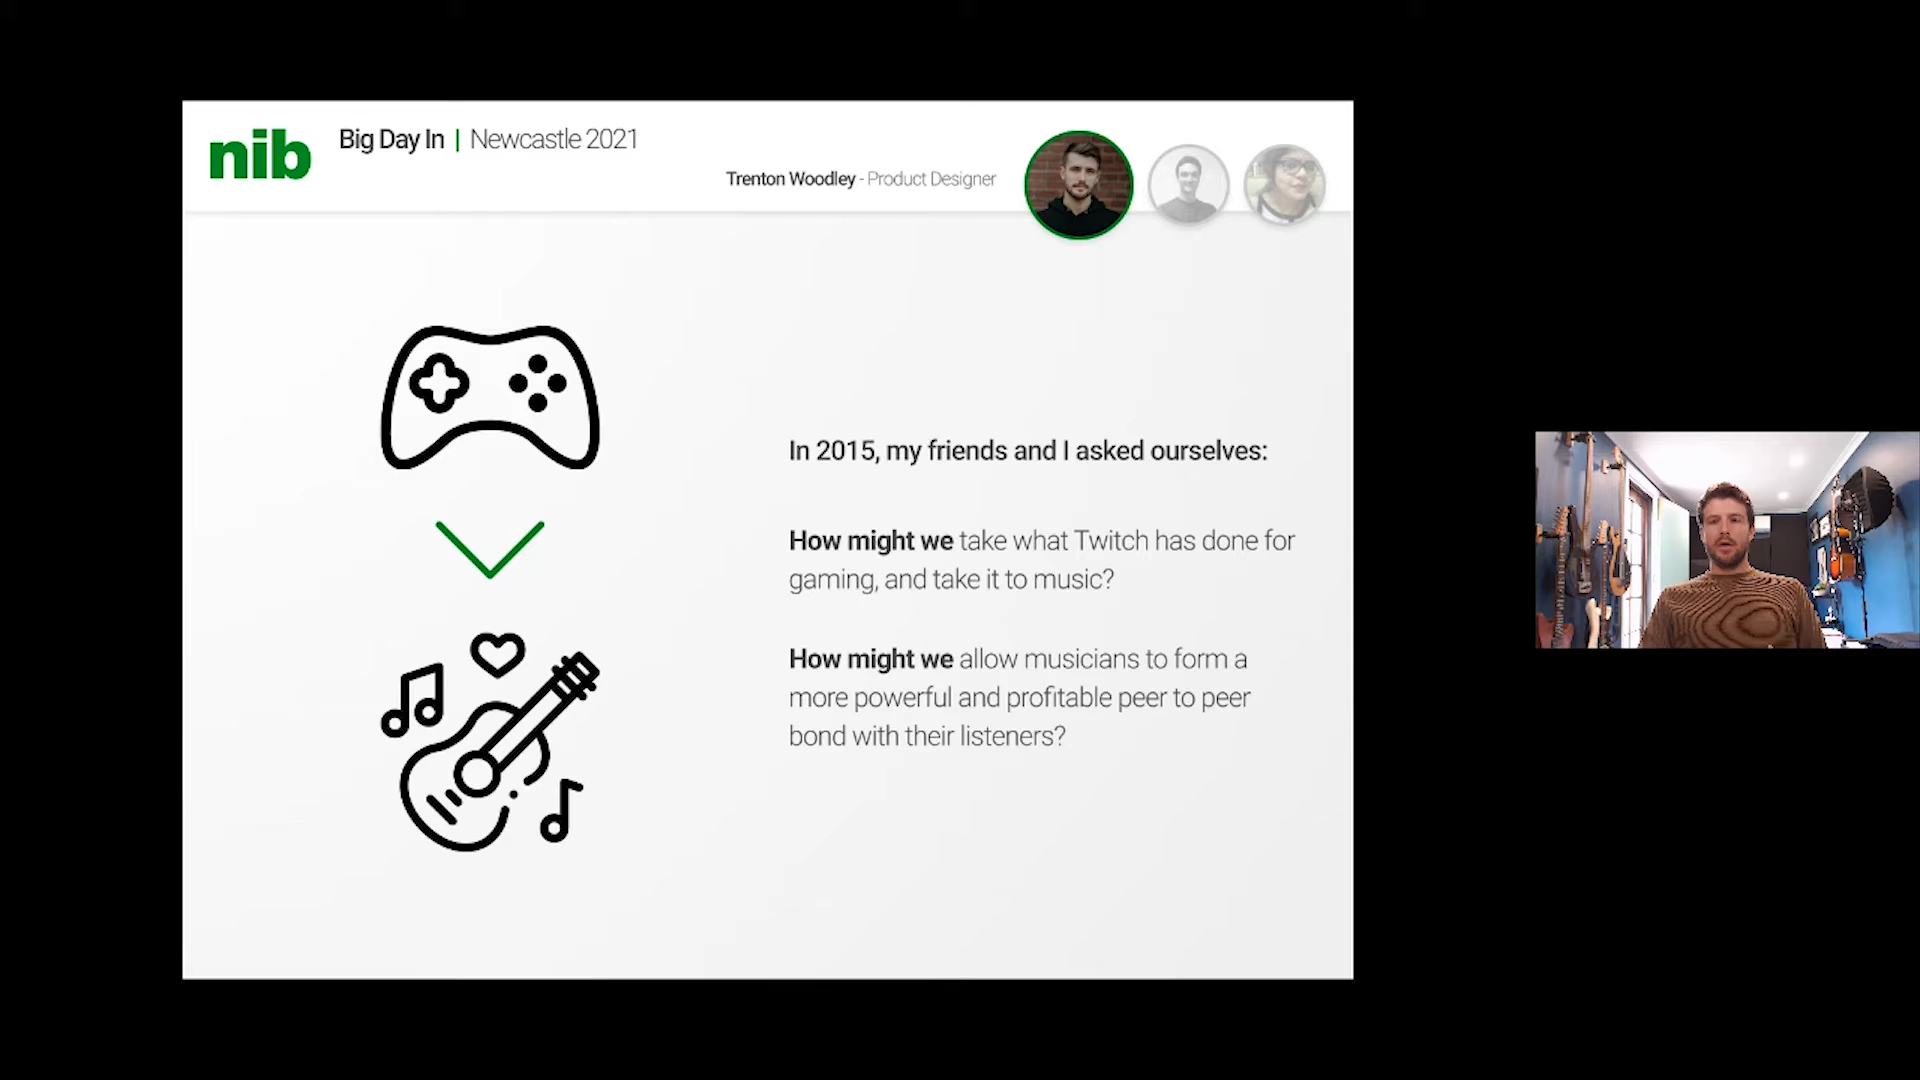 nib
Big Day In | Newcastle 2021
Trenton Woodley - Product Designer
In 2015, my friends and I asked ourselves:
How might we take what Twitch has done for
gaming, and take it to music?
How might we allow musicians to form a
more powerful and profitable peer to peer
bond with their listeners?